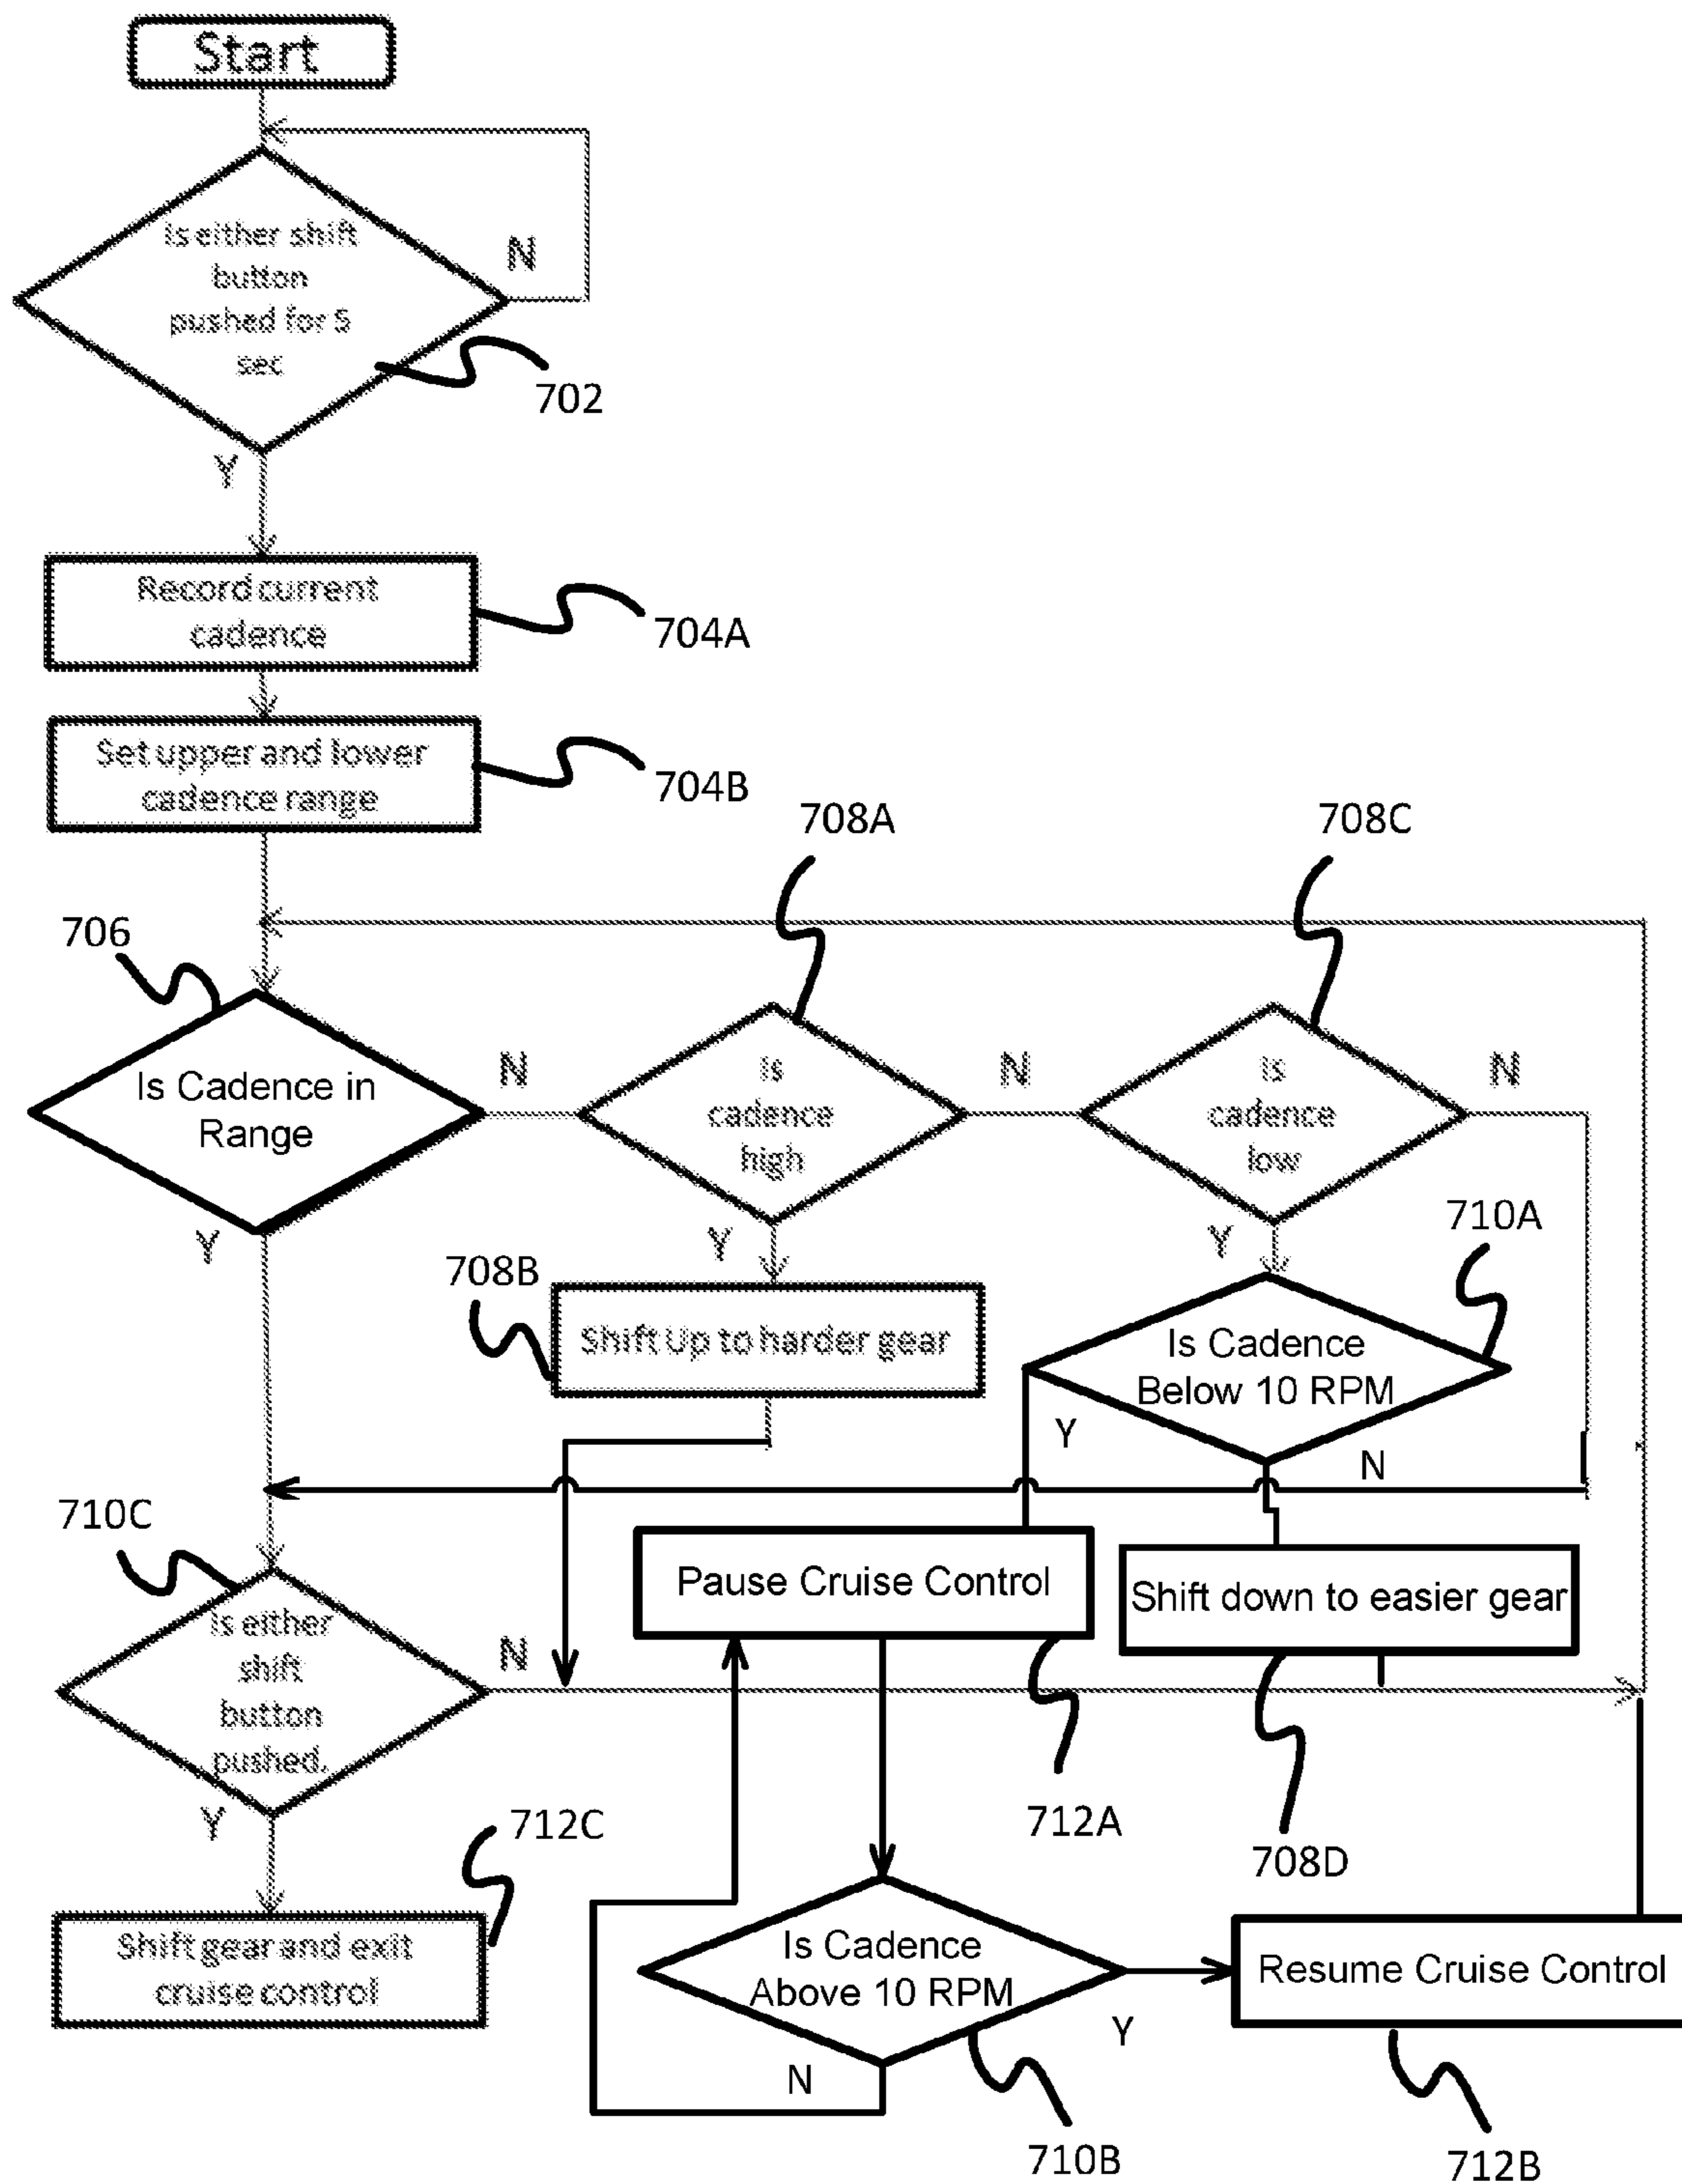 Start
Is either shift
button
pushed for 5
sec
N
702
Y
Record current
cadence
704A
Set upper and lower
cadence range
704B
708A
708C
706
Is Cadence in
Range
N
Is
cadence
high
N
Is
cadence
low
N
Y
Y
Y
710A
708B
Shift Up to harder gear
Is Cadence
Below 10 RPM
Y
N
710C
Is either
shift
button
pushed.
N
Pause Cruise Control
Shift down to easier gear
Y
712C
712A
708D
Shift gear and exit
cruise control
Is Cadence
Above 10 RPM
Y
Resume Cruise Control
N
710B
712B